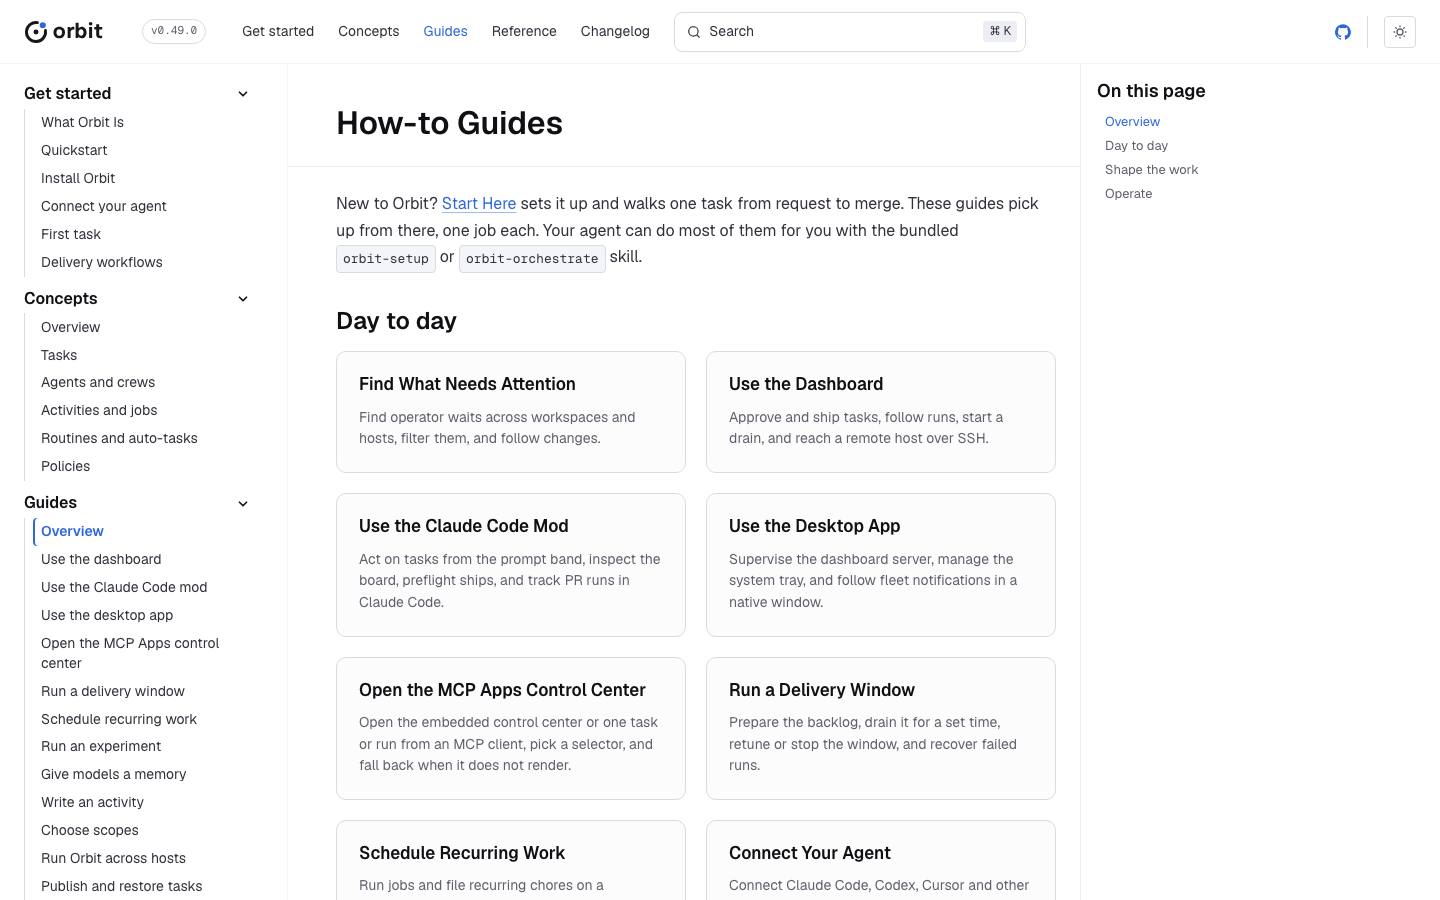 orbit
v0.49.0
Get started
Concepts
Guides
Reference
Changelog
Search
⌘ K
Get started
What Orbit Is
Quickstart
Install Orbit
Connect your agent
First task
Delivery workflows
Concepts
Overview
Tasks
Agents and crews
Activities and jobs
Routines and auto-tasks
Policies
Guides
Overview
Use the dashboard
Use the Claude Code mod
Use the desktop app
Open the MCP Apps control
center
Run a delivery window
Schedule recurring work
Run an experiment
Give models a memory
Write an activity
Choose scopes
Run Orbit across hosts
Publish and restore tasks
How-to Guides
New to Orbit? Start Here sets it up and walks one task from request to merge. These guides pick
up from there, one job each. Your agent can do most of them for you with the bundled
orbit-setup or orbit-orchestrate skill.
Day to day
Find What Needs Attention
Find operator waits across workspaces and
hosts, filter them, and follow changes.
Use the Dashboard
Approve and ship tasks, follow runs, start a
drain, and reach a remote host over SSH.
Use the Claude Code Mod
Act on tasks from the prompt band, inspect the
board, preflight ships, and track PR runs in
Claude Code.
Use the Desktop App
Supervise the dashboard server, manage the
system tray, and follow fleet notifications in a
native window.
Open the MCP Apps Control Center
Open the embedded control center or one task
or run from an MCP client, pick a selector, and
fall back when it does not render.
Run a Delivery Window
Prepare the backlog, drain it for a set time,
retune or stop the window, and recover failed
runs.
Schedule Recurring Work
Run jobs and file recurring chores on a
Connect Your Agent
Connect Claude Code, Codex, Cursor and other
On this page
Overview
Day to day
Shape the work
Operate